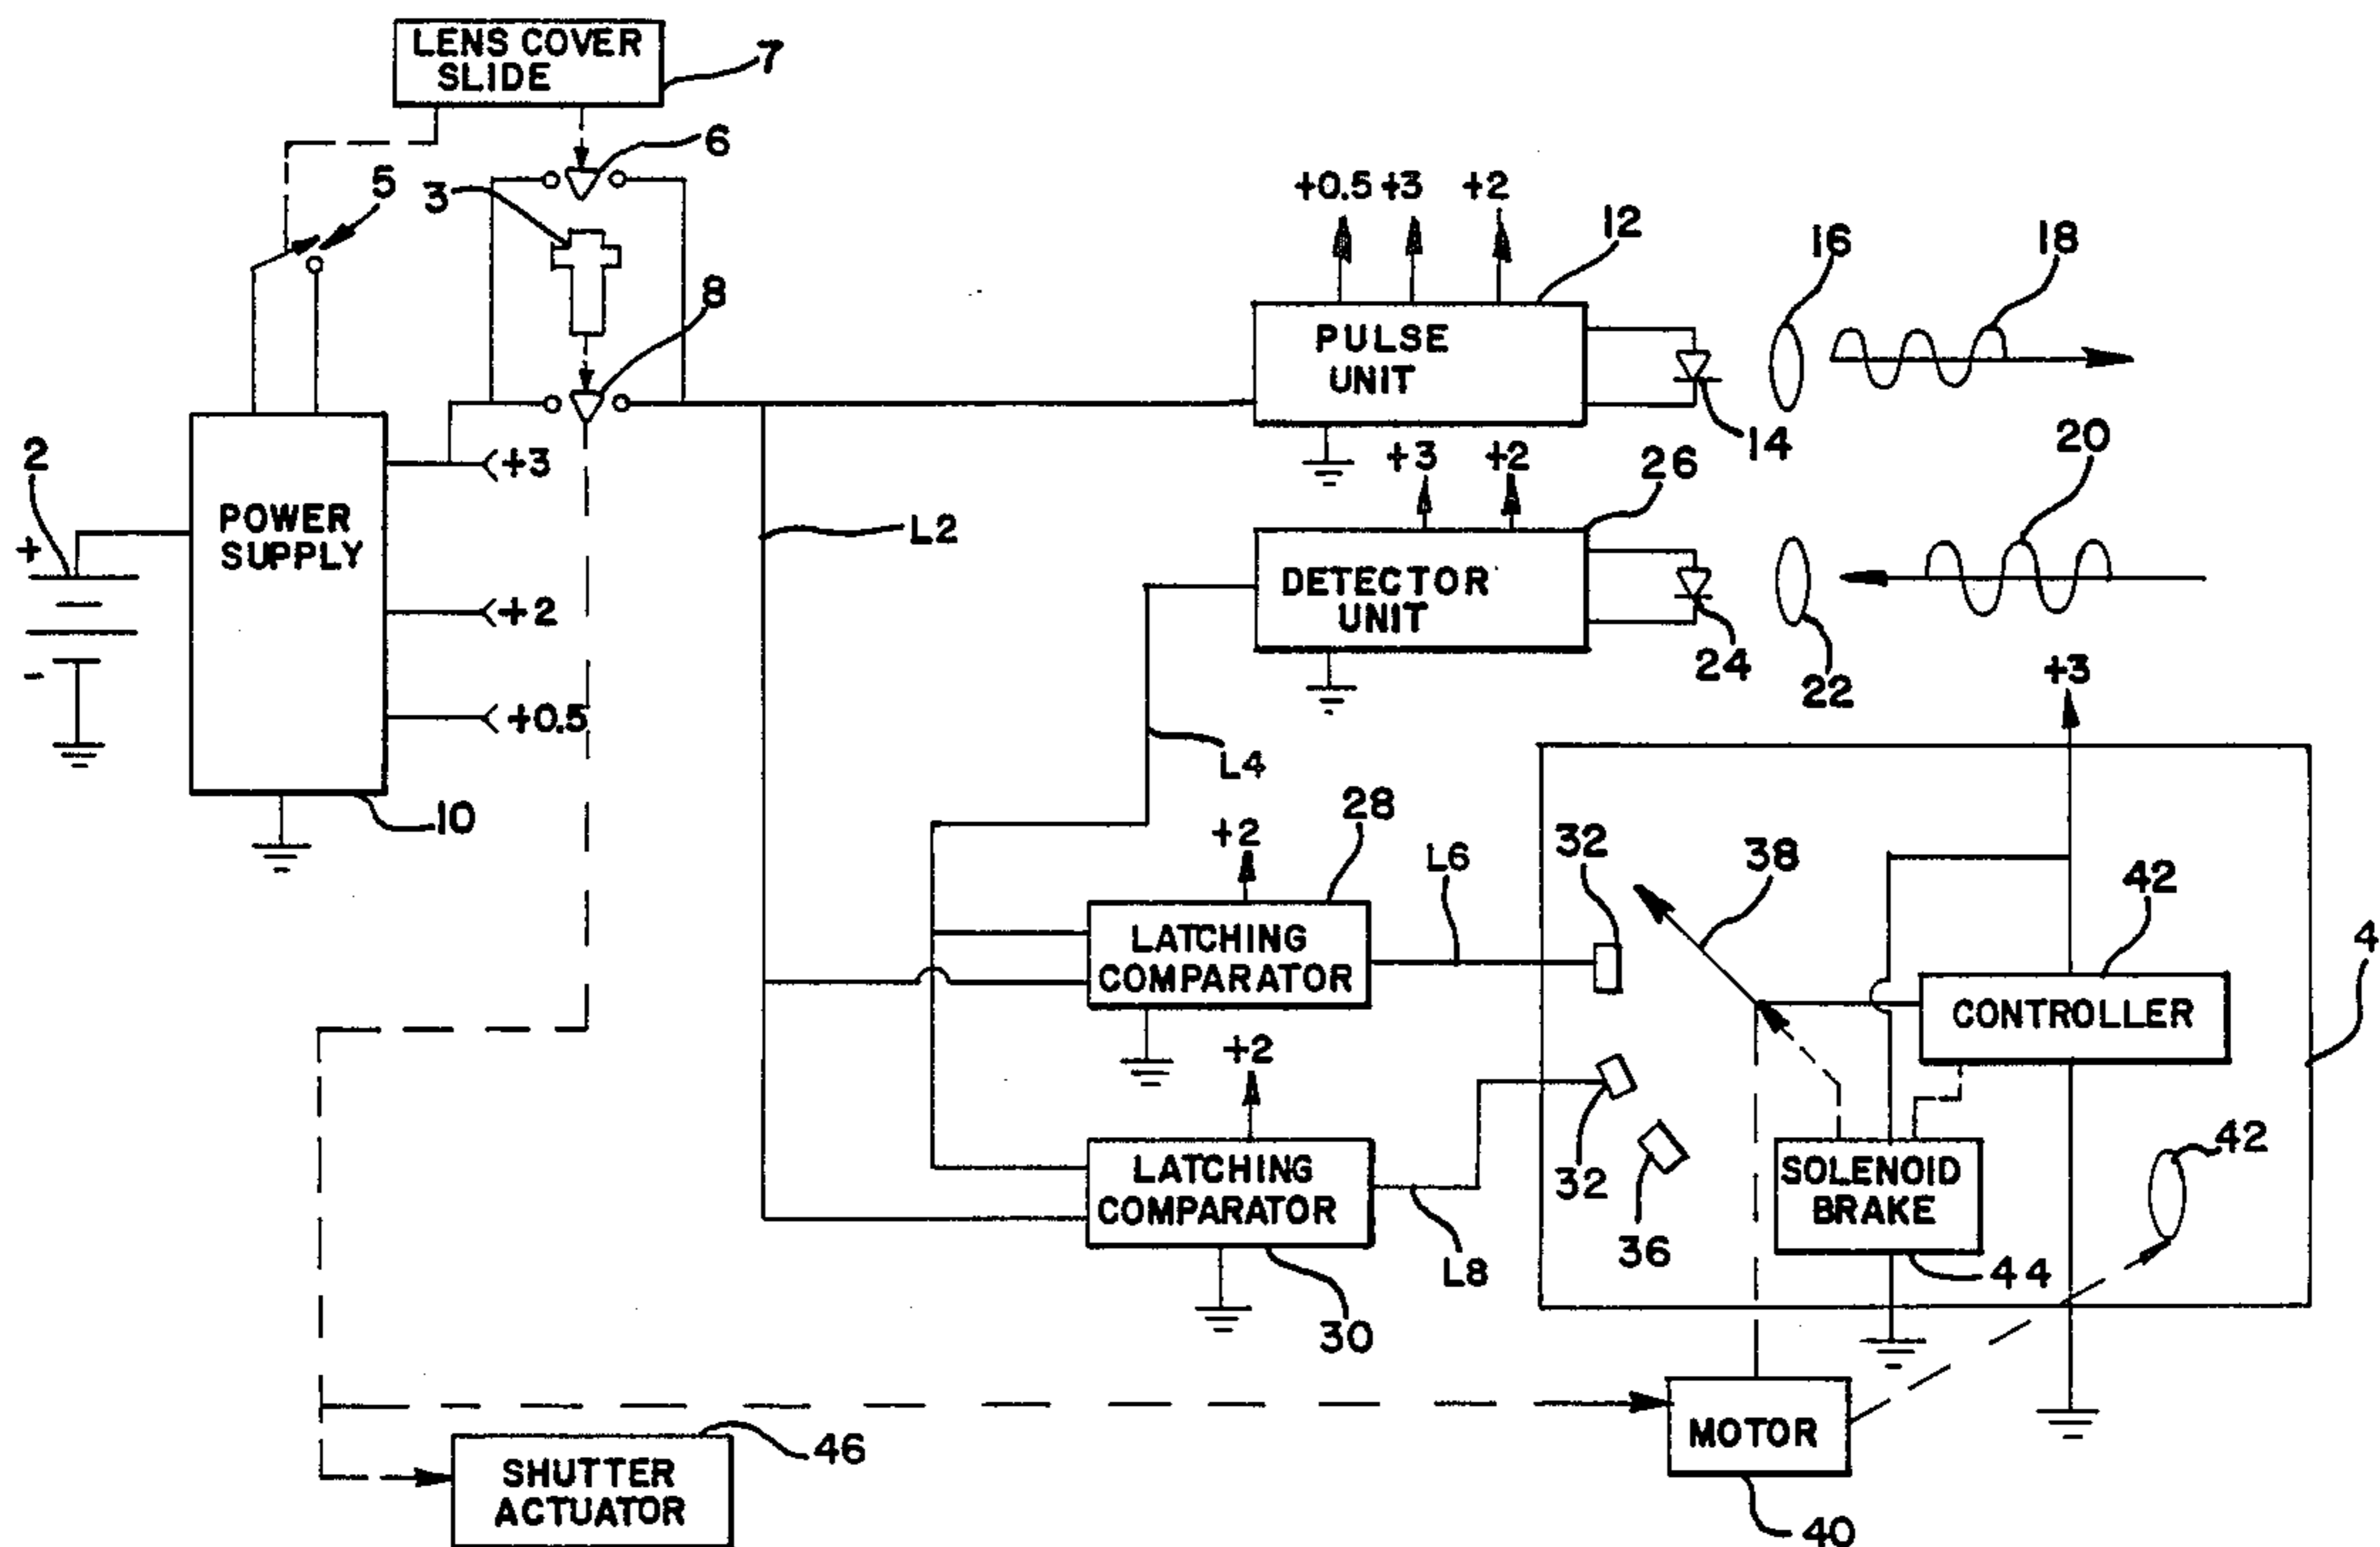 LENS COVER
SLIDE
7
6
3
5
8
2
+
-
POWER
SUPPLY
+3
+2
+0.5
10
L2
+0.5 +3 +2
12
PULSE
UNIT
14
16
18
+3 +2
26
DETECTOR
UNIT
24
22
20
L4
+3
4
28
+2
LATCHING
COMPARATOR
L6
32
38
42
CONTROLLER
+2
LATCHING
COMPARATOR
30
L8
32
36
SOLENOID
BRAKE
44
42
MOTOR
40
46
SHUTTER
ACTUATOR